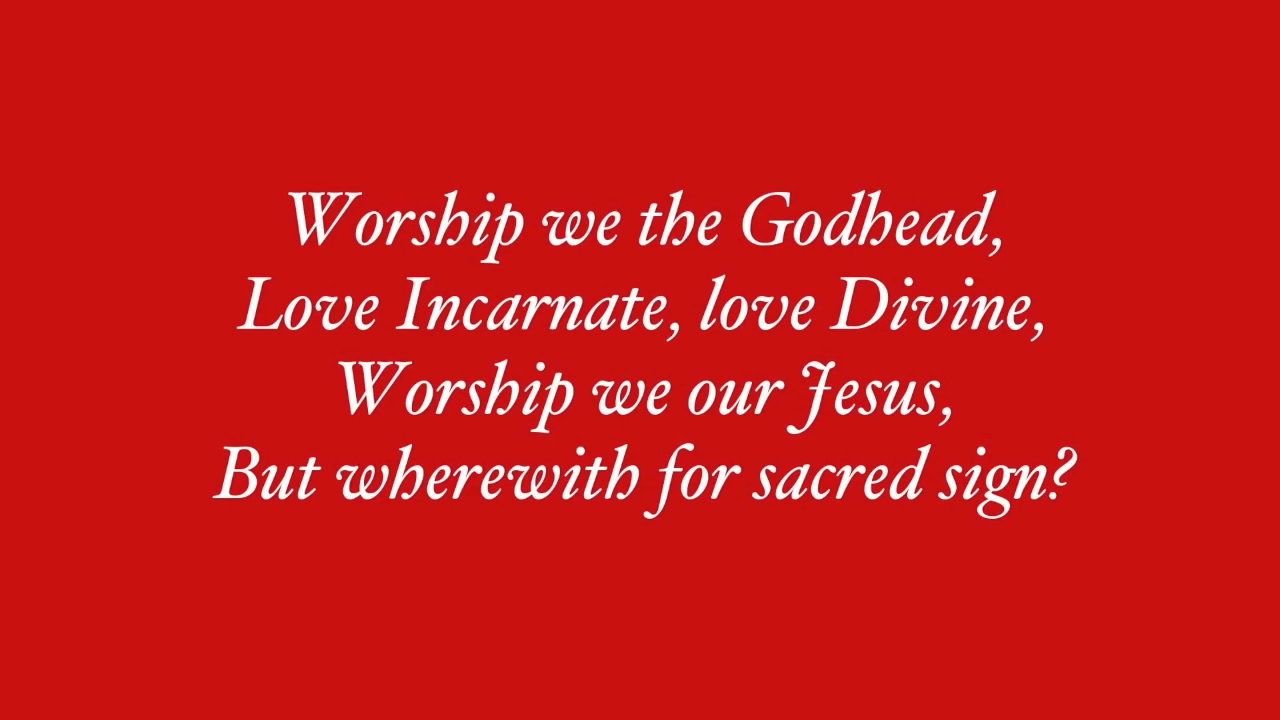 Worship we the Godhead,
Love Incarnate, love Divine,
Worship we our Jesus,
But wherewith for sacred sign?